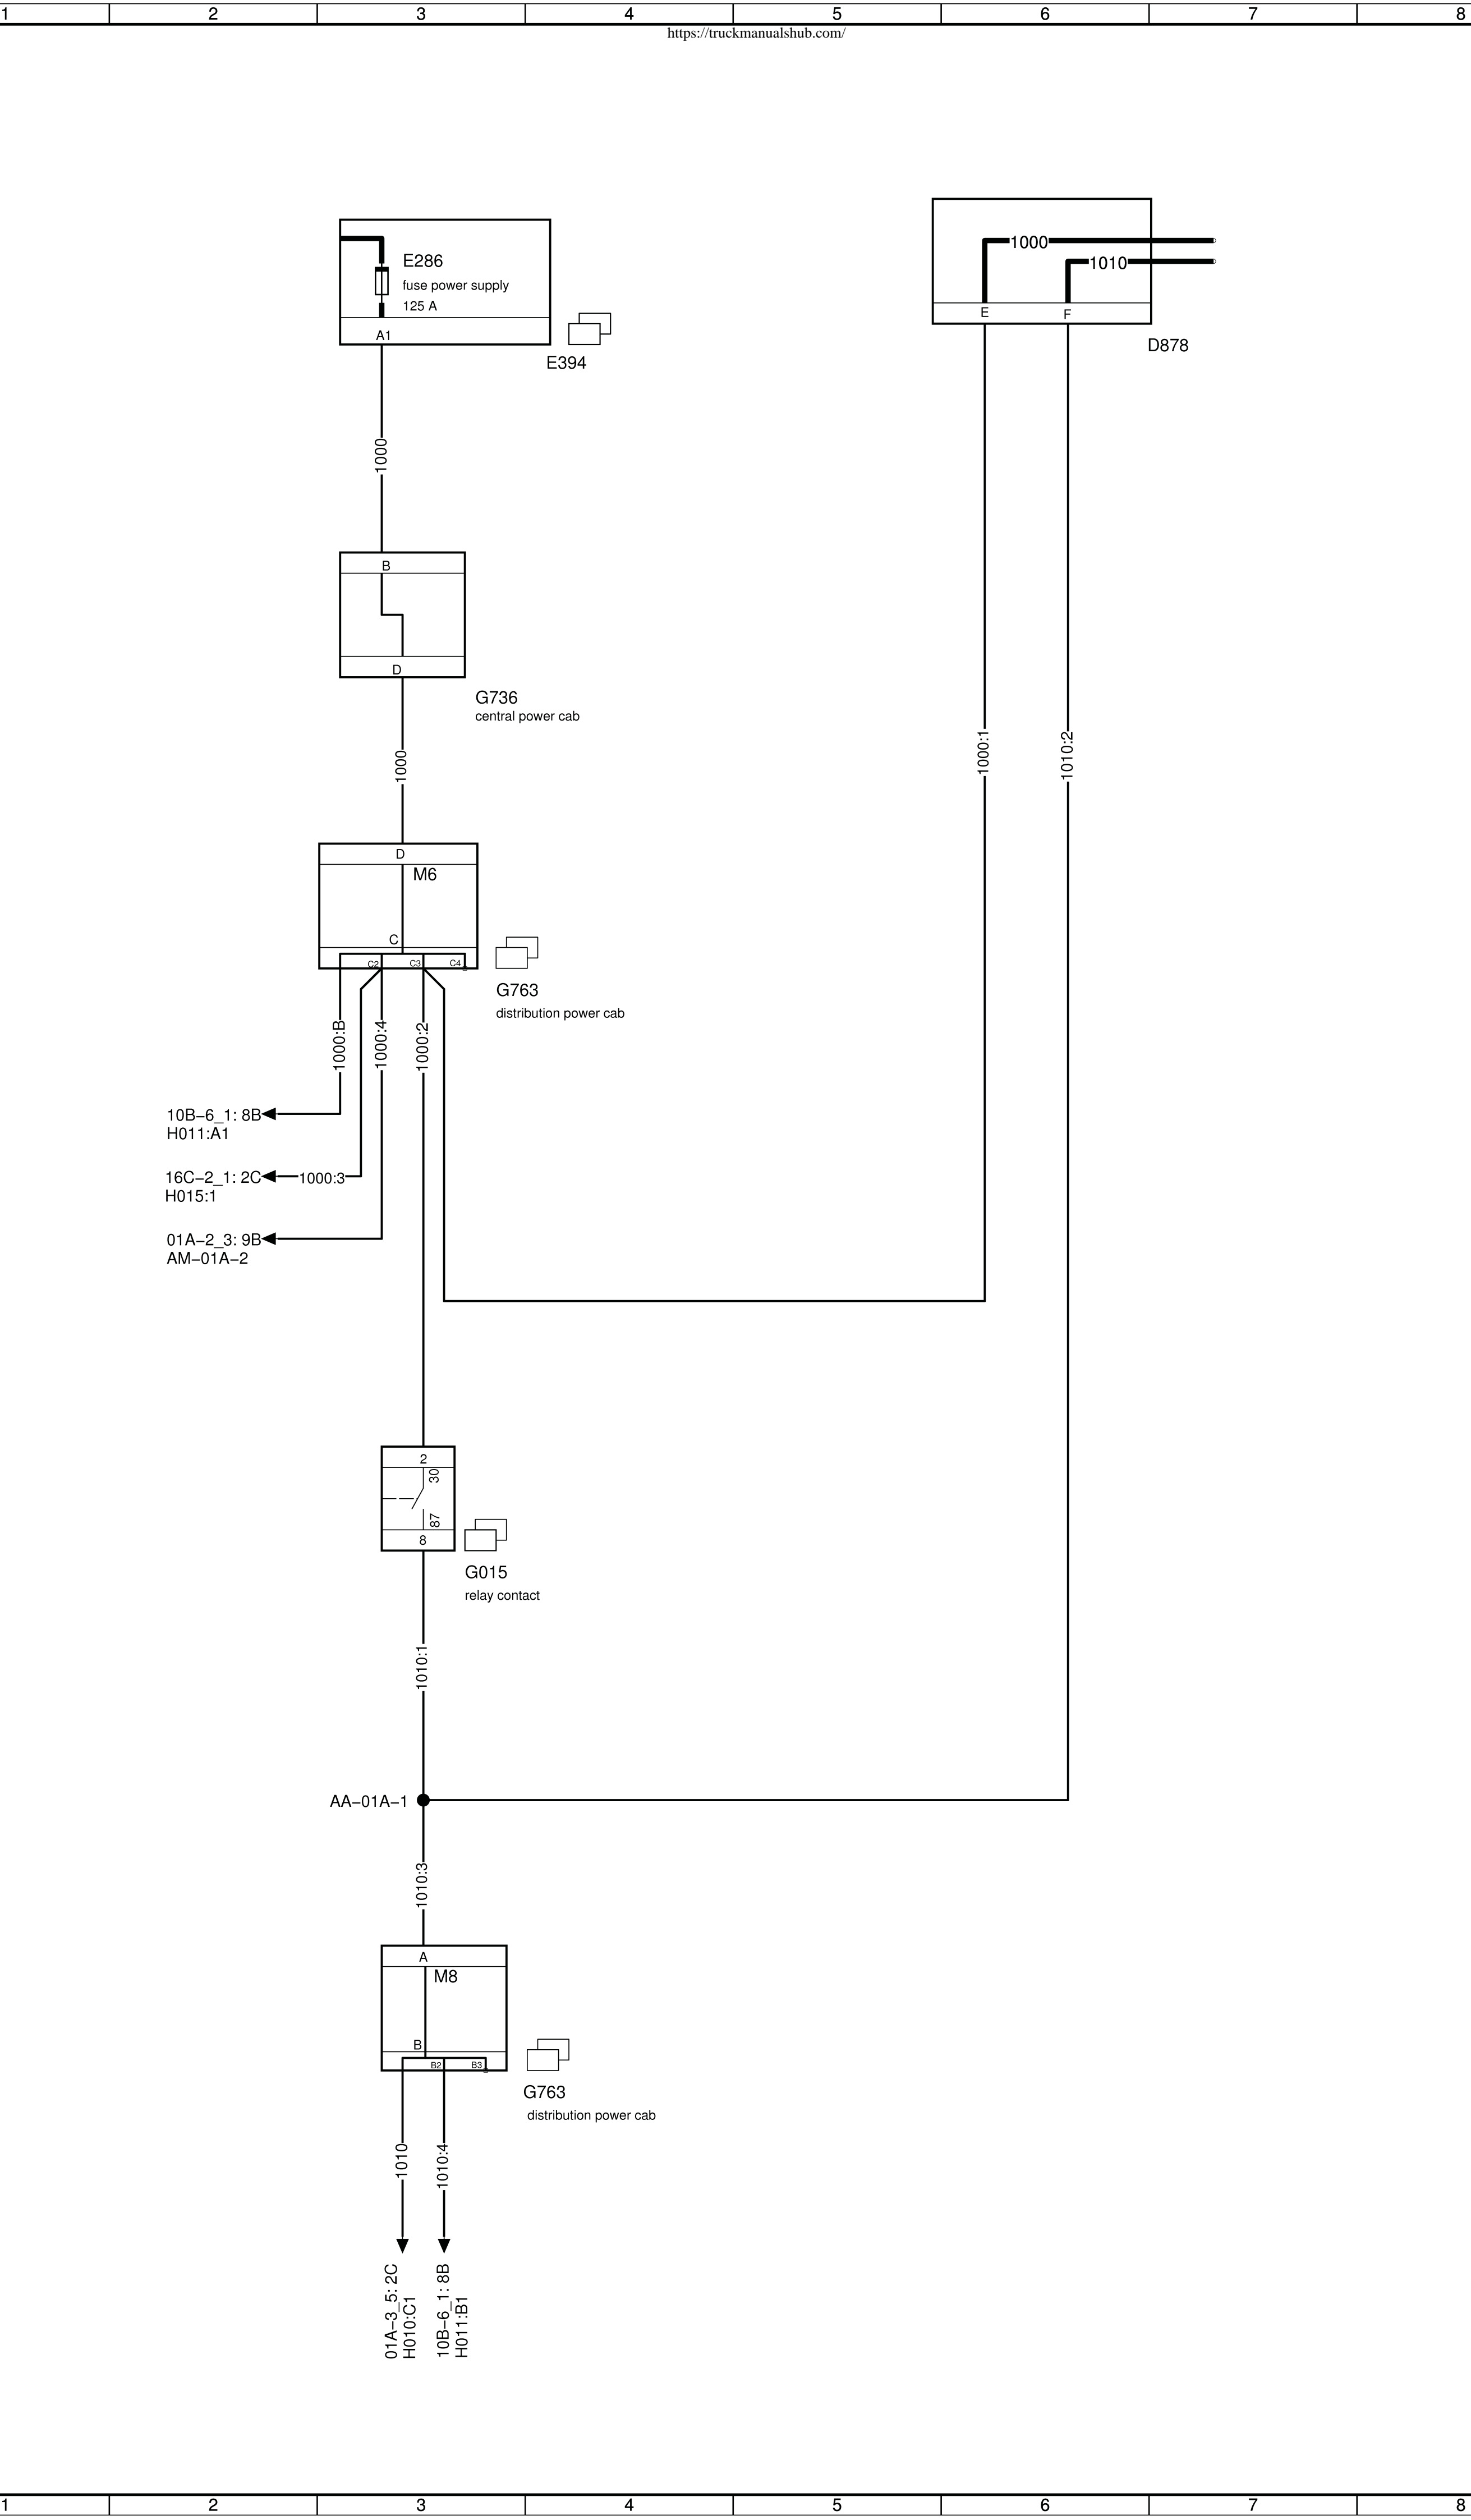 1 2 3 4 5 6 7 8
https://truckmanualshub.com/
1000
1010
E286
fuse power supply
125 A
A1
E394
E F
D878
1000
B
D
G736
central power cab
1000
1000:1
1010:2
D
M6
C
C2 C3 C4
G763
distribution power cab
1000:B
1000:4
1000:2
10B–6_1: 8B
H011:A1
16C–2_1: 2C
1000:3
H015:1
01A–2_3: 9B
AM–01A–2
2
30
87
8
G015
relay contact
1010:1
AA–01A–1
1010:3
A
M8
B
B2 B3
G763
distribution power cab
1010
1010:4
01A–3_5: 2C
H010:C1
10B–6_1: 8B
H011:B1
1 2 3 4 5 6 7 8